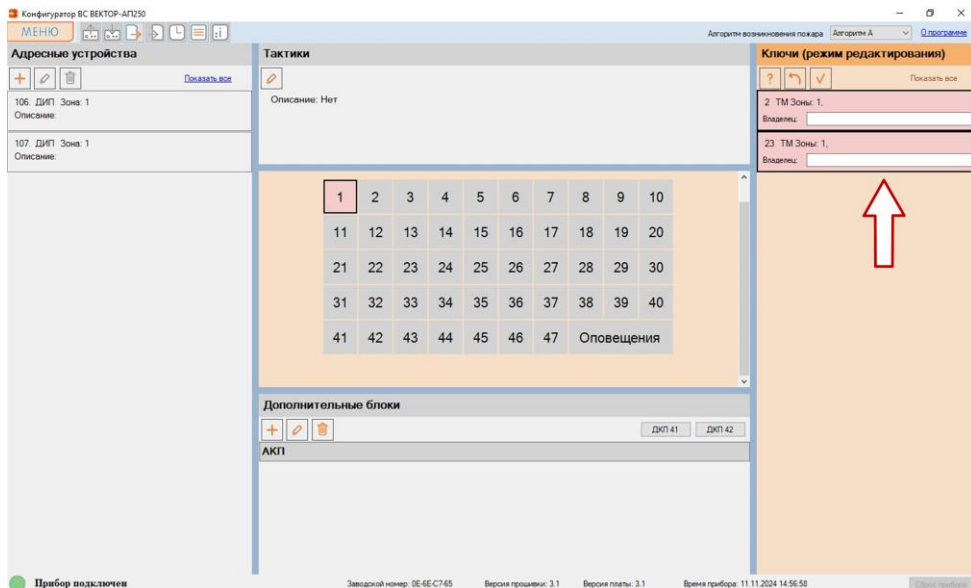 Конфигуратор ВС ВЕКТОР-АП250
МЕНЮ
Алгоритм возникновения пожара Алгоритм A О программе
Адресные устройства
Показать все
106. ДИП Зона: 1
Описание:
107. ДИП Зона: 1
Описание:
Тактики
Описание: Нет
1 2 3 4 5 6 7 8 9 10
11 12 13 14 15 16 17 18 19 20
21 22 23 24 25 26 27 28 29 30
31 32 33 34 35 36 37 38 39 40
41 42 43 44 45 46 47 Оповещения
Дополнительные блоки
ДКП 41 ДКП 42
АКП
Ключи (режим редактирования)
? Показать все
2 ТМ Зоны: 1,
Владелец:
23 ТМ Зоны: 1,
Владелец:
Прибор подключен Заводской номер: 0E-6E-C7-65 Версия прошивки: 3.1 Версия платы: 3.1 Время прибора: 11.11.2024 14:56:58 Сброс прибора